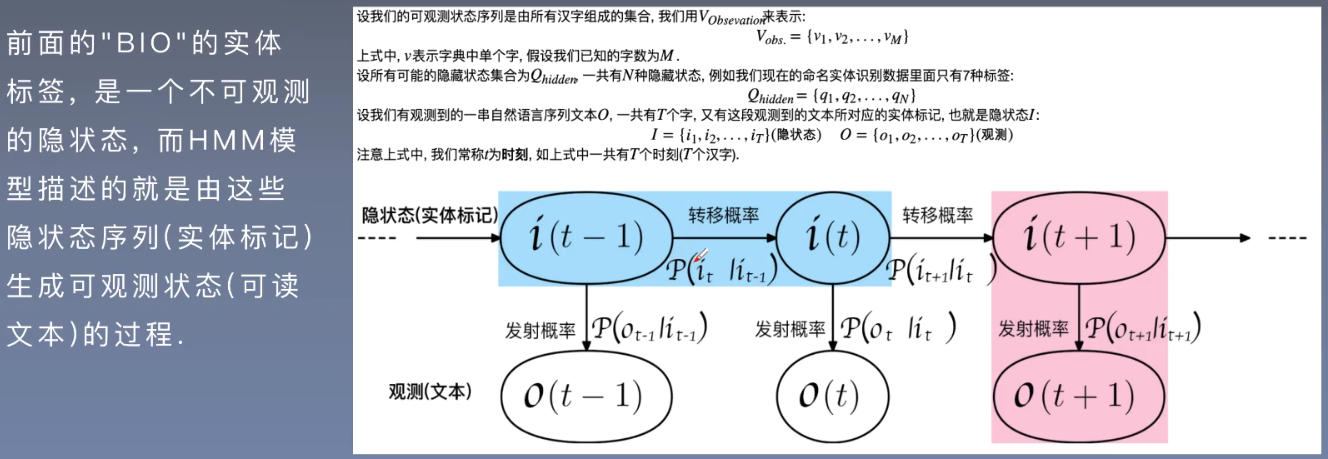 前面的"BIO"的实体
标签, 是一个不可观测
的隐状态, 而HMM模
型描述的就是由这些
隐状态序列(实体标记)
生成可观测状态(可读
文本)的过程.
设我们的可观测状态序列是由所有汉字组成的集合, 我们用V_{Obsevation}来表示:
V_{obs.} = {v_1, v_2, . . . , v_M}
上式中, v表示字典中单个字, 假设我们已知的字数为M .
设所有可能的隐藏状态集合为Q_{hidden}, 一共有N种隐藏状态, 例如我们现在的命名实体识别数据里面只有7种标签:
Q_{hidden} = {q_1, q_2, . . . , q_N}
设我们有观测到的一串自然语言序列文本O, 一共有T个字, 又有这段观测到的文本所对应的实体标记, 也就是隐状态I:
I = {i_1, i_2, . . . , i_T}(隐状态) O = {o_1, o_2, . . . , o_T}(观测)
注意上式中, 我们常称t为时刻, 如上式中一共有T个时刻(T个汉字).
隐状态(实体标记) i(t − 1) 转移概率 i(t) 转移概率 i(t + 1)
P(i_t |i_{t-1}) P(i_{t+1}|i_t )
发射概率 P(o_{t-1}|i_{t-1}) 发射概率 P(o_t |i_t ) 发射概率 P(o_{t+1}|i_{t+1})
观测(文本) o(t − 1) o(t) o(t + 1)